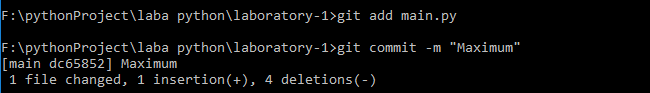 F:\pythonProject\laba python\laboratory-1>git add main.py
F:\pythonProject\laba python\laboratory-1>git commit -m "Maximum"
[main dc65852] Maximum
 1 file changed, 1 insertion(+), 4 deletions(-)